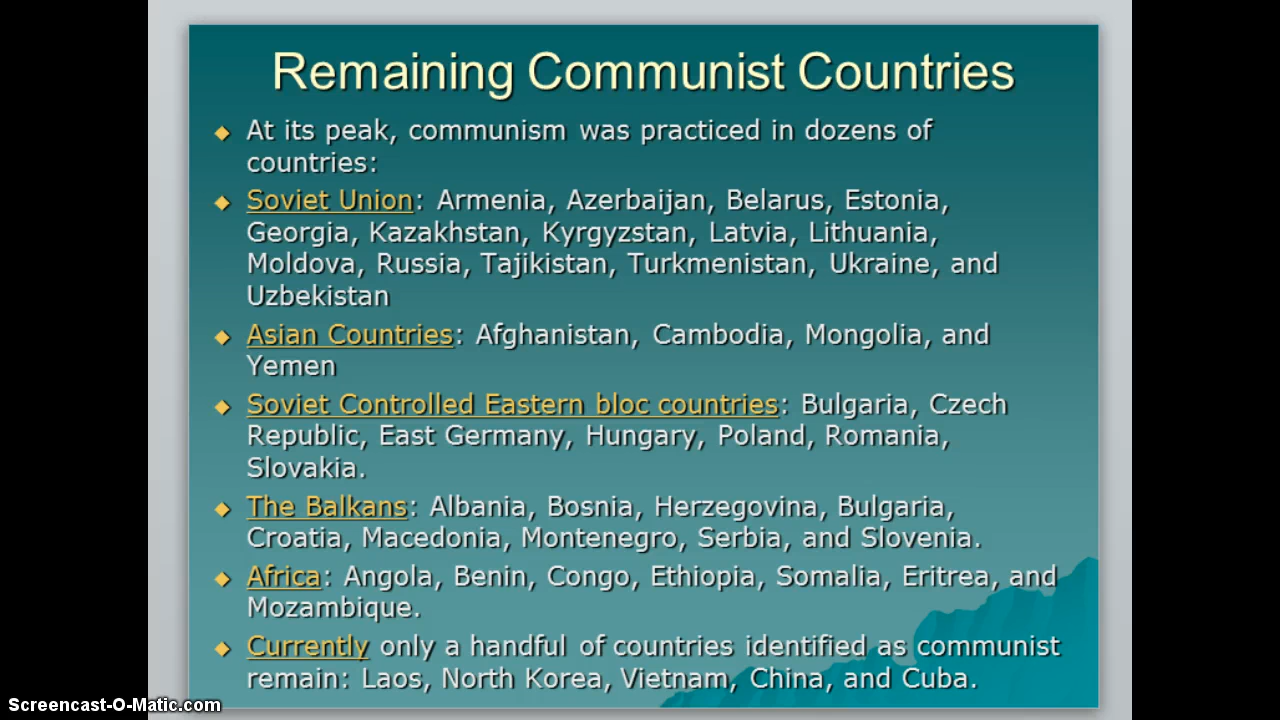 Remaining Communist Countries
At its peak, communism was practiced in dozens of
countries:
Soviet Union: Armenia, Azerbaijan, Belarus, Estonia,
Georgia, Kazakhstan, Kyrgyzstan, Latvia, Lithuania,
Moldova, Russia, Tajikistan, Turkmenistan, Ukraine, and
Uzbekistan
Asian Countries: Afghanistan, Cambodia, Mongolia, and
Yemen
Soviet Controlled Eastern bloc countries: Bulgaria, Czech
Republic, East Germany, Hungary, Poland, Romania,
Slovakia.
The Balkans: Albania, Bosnia, Herzegovina, Bulgaria,
Croatia, Macedonia, Montenegro, Serbia, and Slovenia.
Africa: Angola, Benin, Congo, Ethiopia, Somalia, Eritrea, and
Mozambique.
Currently only a handful of countries identified as communist
remain: Laos, North Korea, Vietnam, China, and Cuba.
Screencast-O-Matic.com